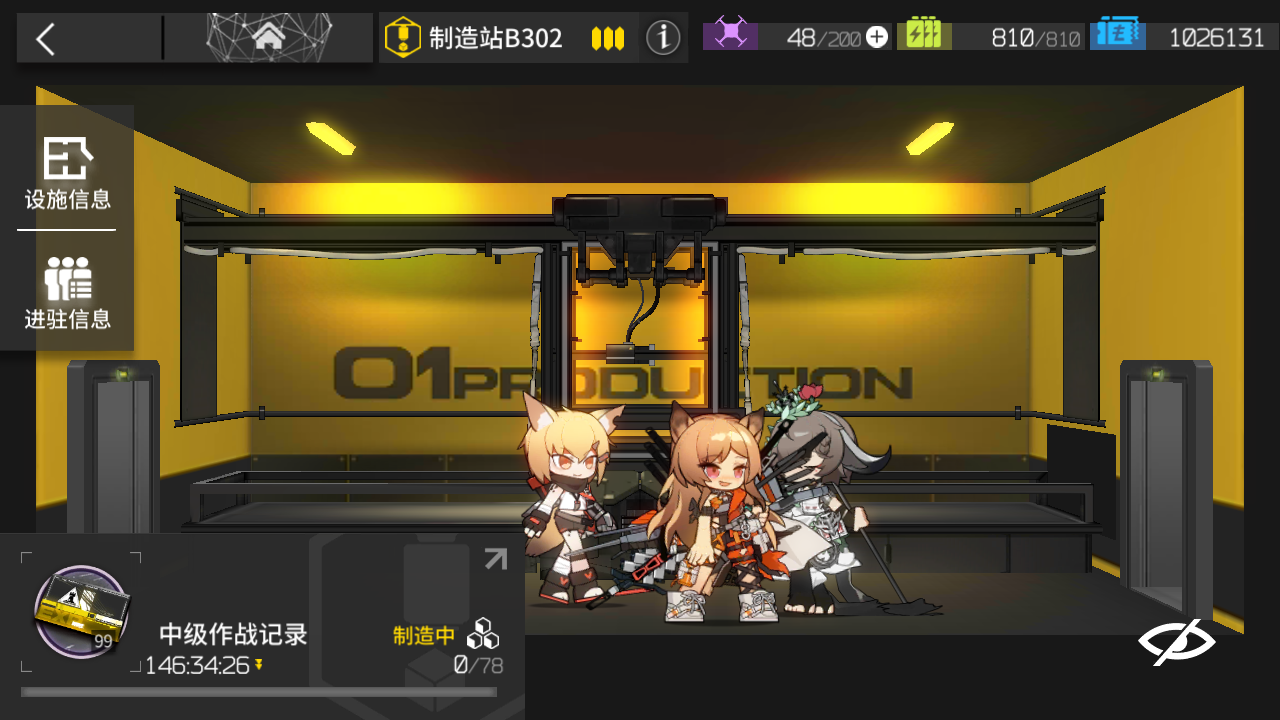 制造站B302
i
48/200
810/810
1026131
设施信息
进驻信息
01PRODUCTION
99
中级作战记录
制造中
146:34:26
0/78